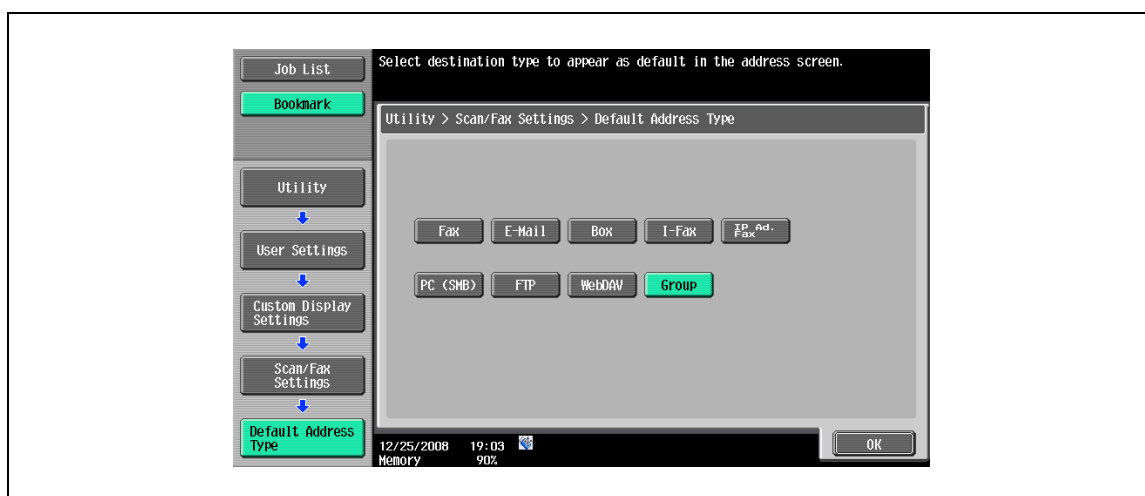 Job List
Bookmark
Select destination type to appear as default in the address screen.
Utility > Scan/Fax Settings > Default Address Type
Utility
User Settings
Custom Display
Settings
Scan/Fax
Settings
Default Address
Type
Fax
E-Mail
Box
I-Fax
IP Ad.
Fax
PC (SMB)
FTP
WebDAV
Group
12/25/2008 19:03
Memory 90%
OK